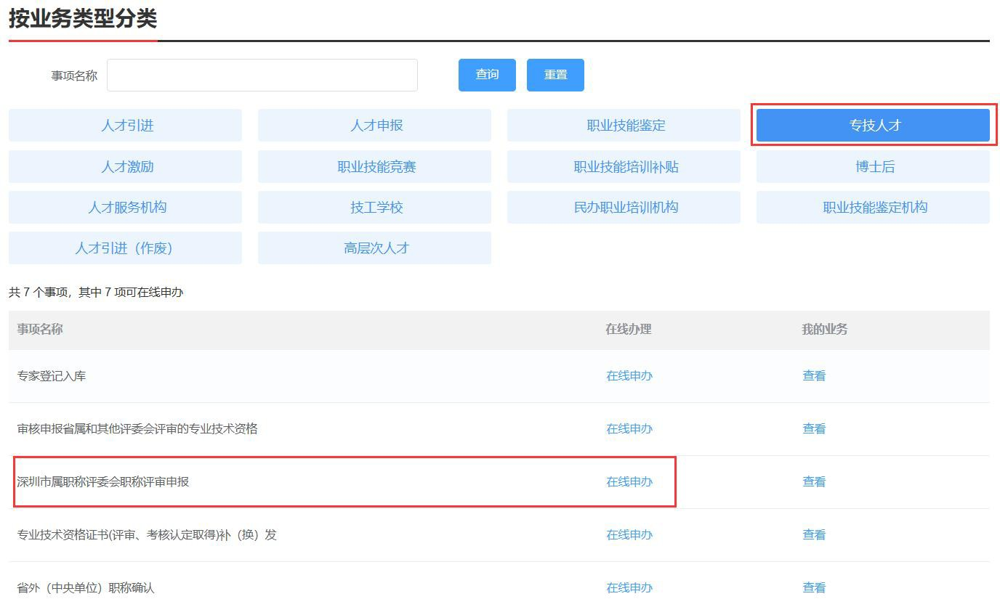 按业务类型分类
事项名称 查询 重置
人才引进 人才申报 职业技能鉴定 专技人才
人才激励 职业技能竞赛 职业技能培训补贴 博士后
人才服务机构 技工学校 民办职业培训机构 职业技能鉴定机构
人才引进（作废） 高层次人才
共 7 个事项，其中 7 项可在线申办
事项名称 在线办理 我的业务
专家登记入库 在线申办 查看
审核申报省属和其他评委会评审的专业技术资格 在线申办 查看
深圳市属职称评委会职称评审申报 在线申办 查看
专业技术资格证书(评审、考核认定取得)补（换）发 在线申办 查看
省外（中央单位）职称确认 在线申办 查看